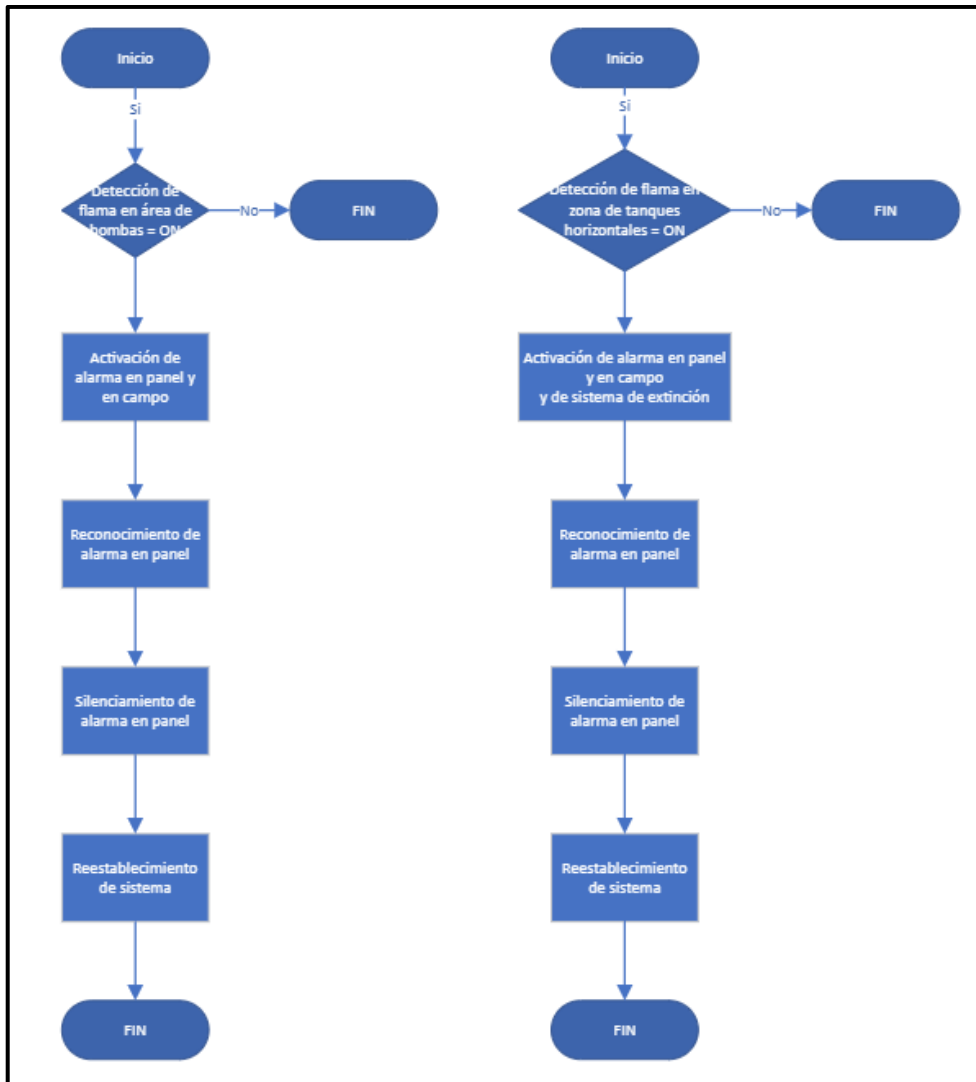 Inicio
Si
Detección de
flama en área de
bombas = ON
No
FIN
Activación de
alarma en panel y
en campo
Reconocimiento de
alarma en panel
Silenciamiento de
alarma en panel
Reestablecimiento
de sistema
FIN
Inicio
Si
Detección de flama en
zona de tanques
horizontales = ON
No
FIN
Activación de alarma en panel
y en campo
y de sistema de extinción
Reconocimiento de
alarma en panel
Silenciamiento de
alarma en panel
Reestablecimiento
de sistema
FIN